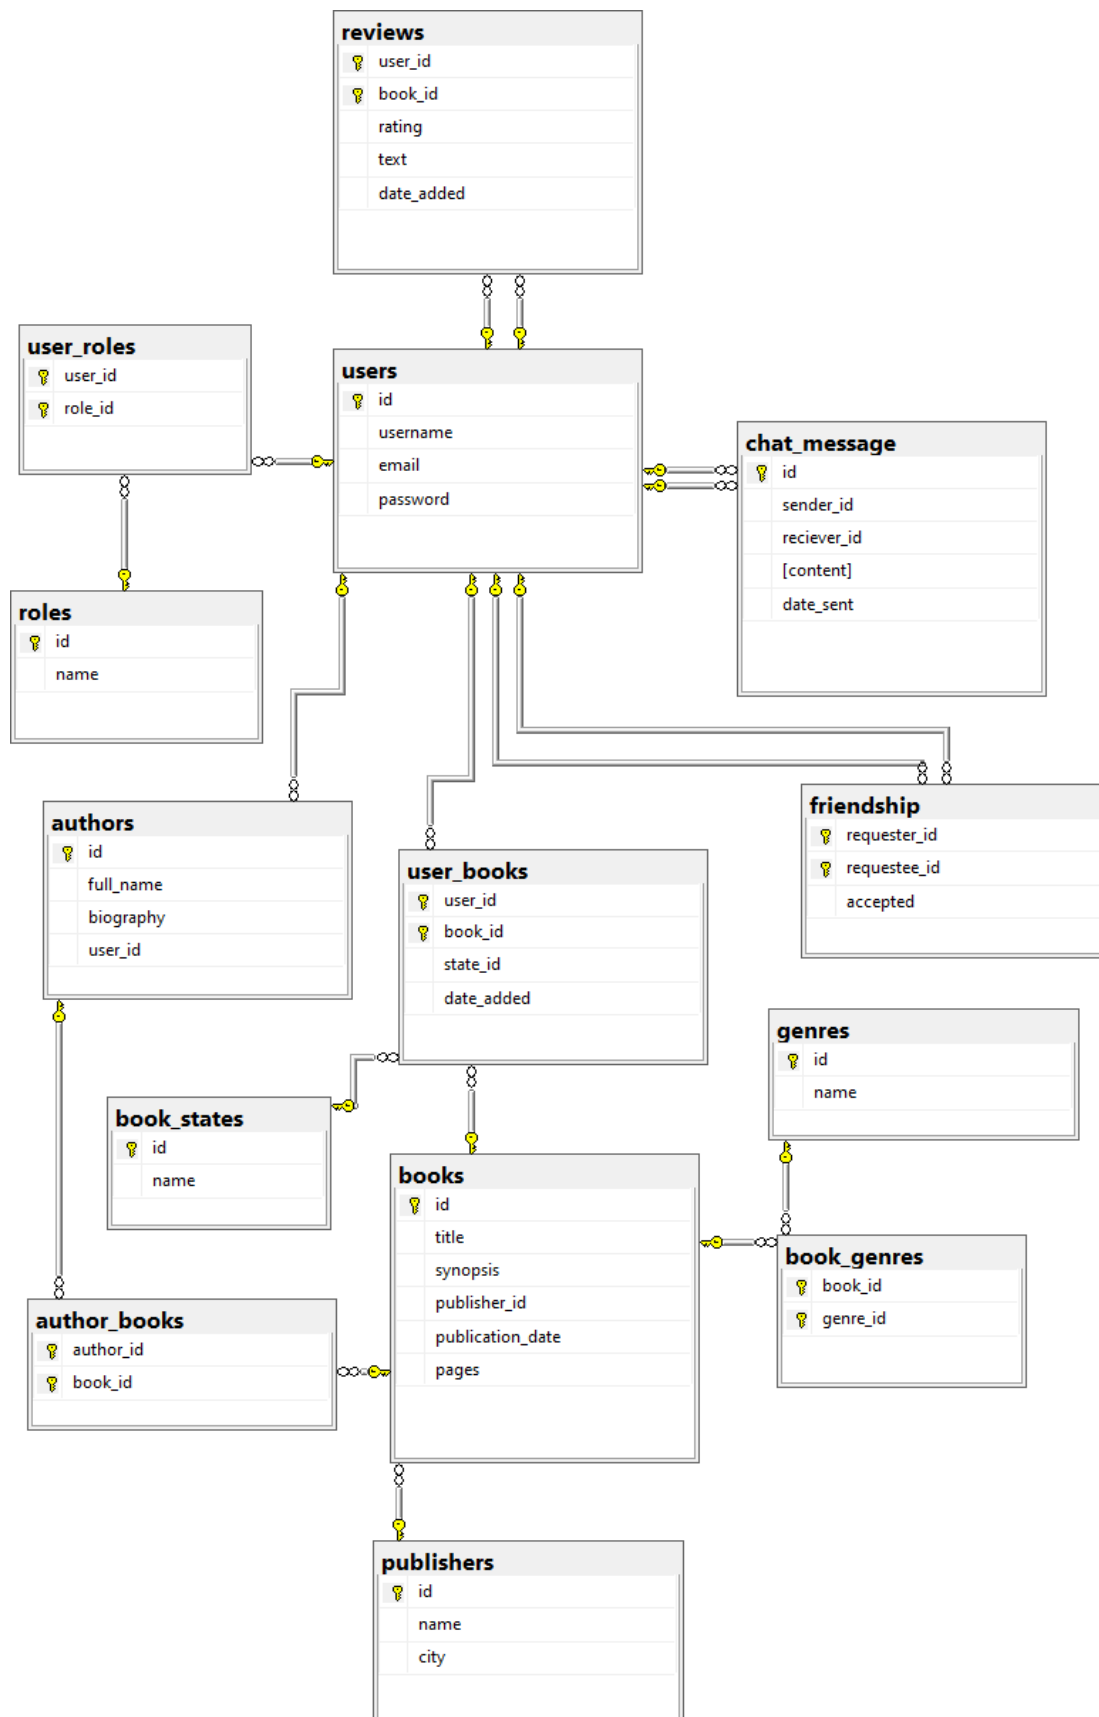 reviews
user_id
book_id
rating
text
date_added
user_roles
user_id
role_id
users
id
username
email
password
chat_message
id
sender_id
reciever_id
[content]
date_sent
roles
id
name
authors
id
full_name
biography
user_id
friendship
requester_id
requestee_id
accepted
user_books
user_id
book_id
state_id
date_added
genres
id
name
book_states
id
name
books
id
title
synopsis
publisher_id
publication_date
pages
book_genres
book_id
genre_id
author_books
author_id
book_id
publishers
id
name
city